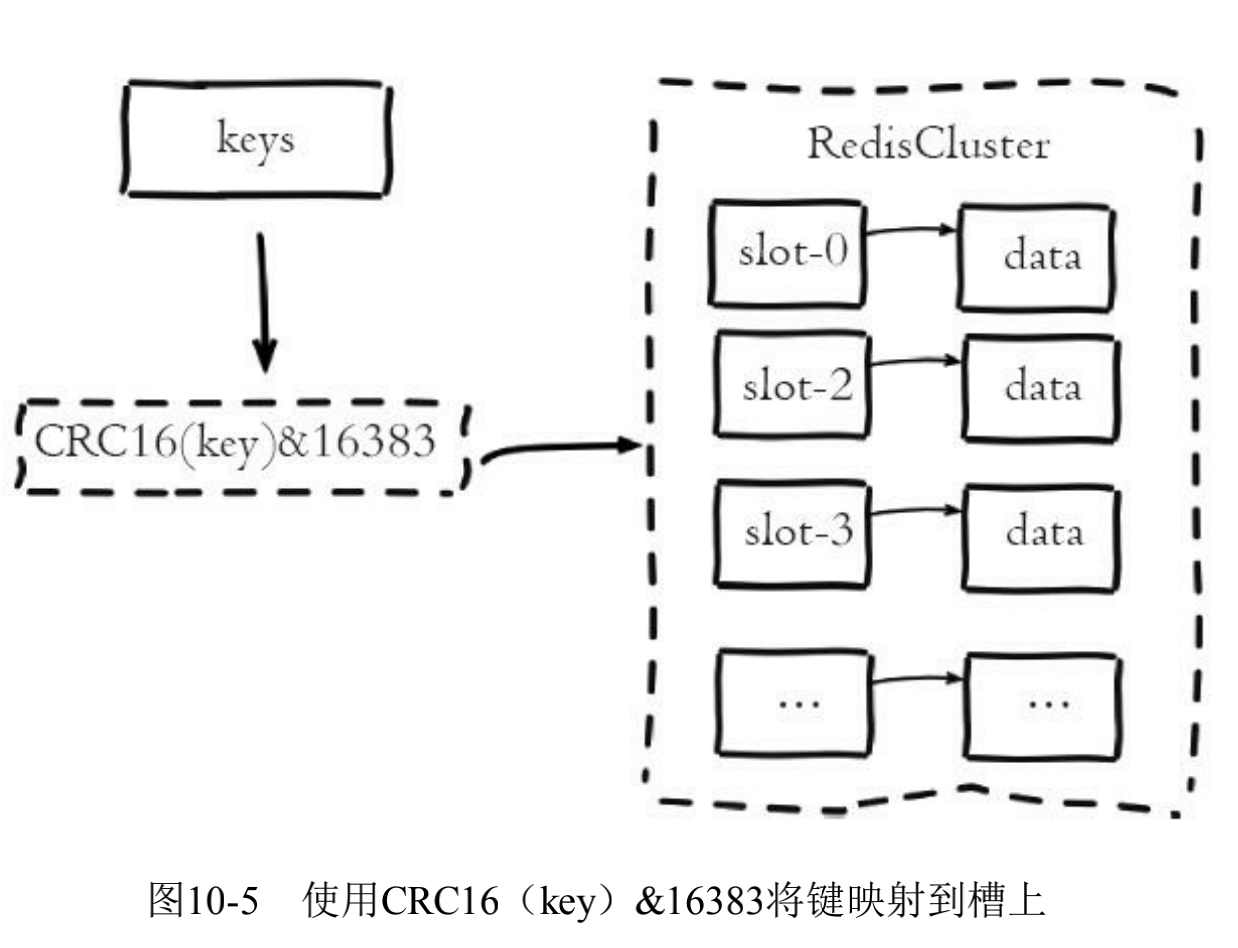 keys
CRC16(key)&16383
RedisCluster
slot-0
data
slot-2
data
slot-3
data
...
...
图10-5 使用CRC16（key）&16383将键映射到槽上